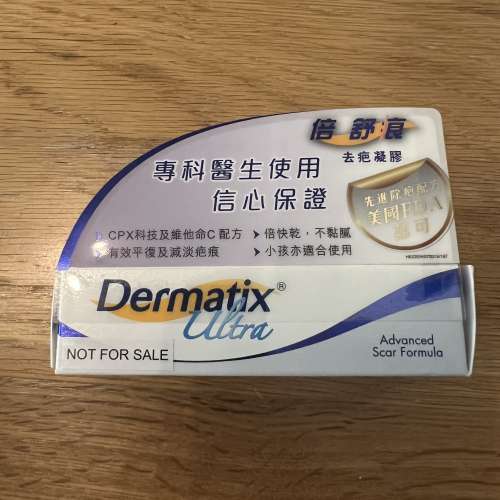 倍舒痕
去疤凝膠
專科醫生使用
信心保證
先進除疤配方
美國FDA
認可
CPX科技及維他命C配方
倍快乾，不黏膩
有效平復及減淡疤痕
小孩亦適合使用
Dermatix®
Ultra
NOT FOR SALE
Advanced
Scar Formula